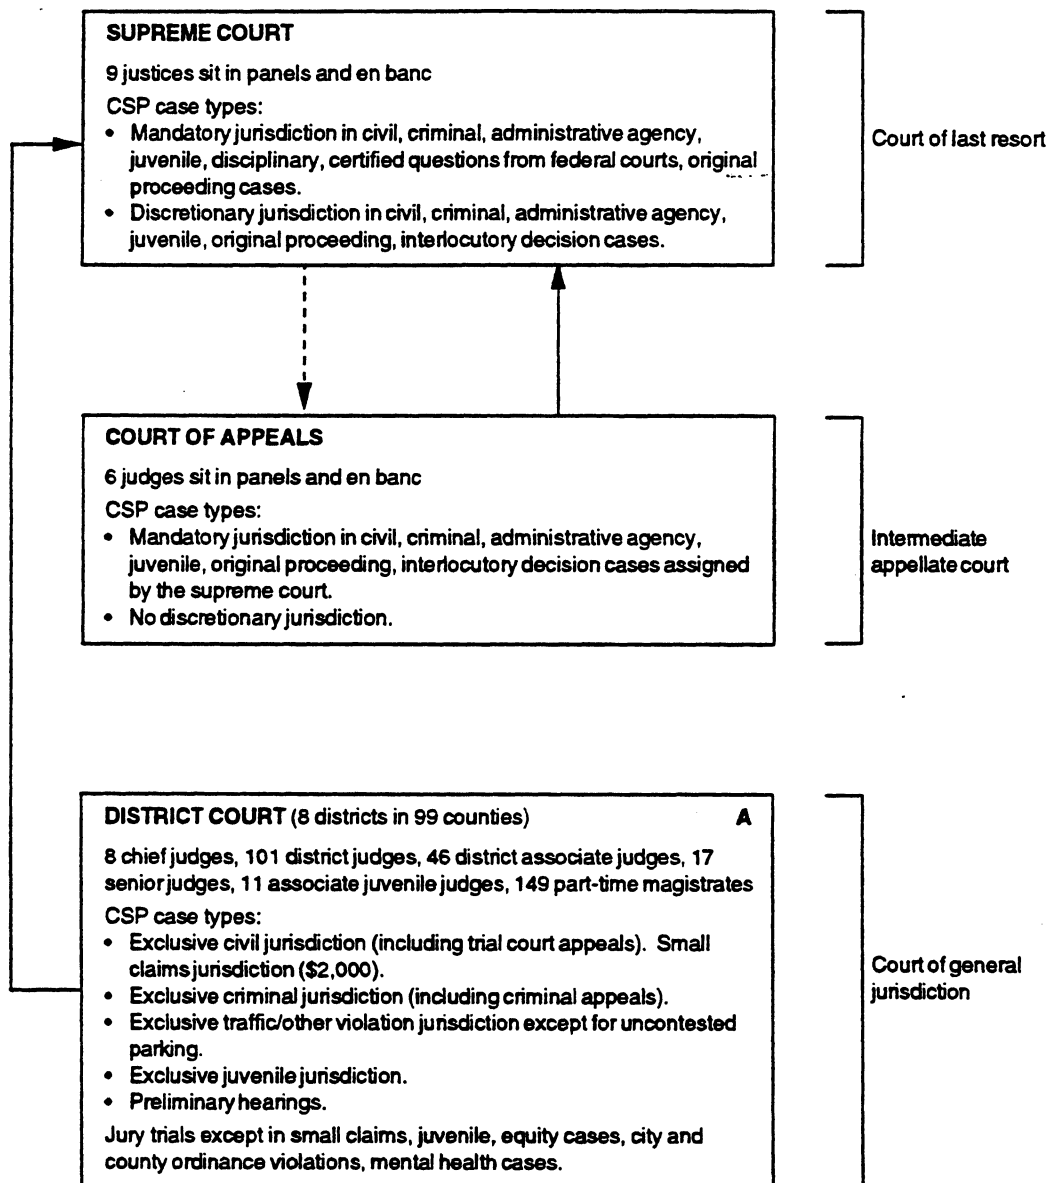 SUPREME COURT
9 justices sit in panels and en banc
CSP case types:
• Mandatory jurisdiction in civil, criminal, administrative agency,
juvenile, disciplinary, certified questions from federal courts, original
proceeding cases.
• Discretionary jurisdiction in civil, criminal, administrative agency,
juvenile, original proceeding, interlocutory decision cases.
Court of last resort
COURT OF APPEALS
6 judges sit in panels and en banc
CSP case types:
• Mandatory jurisdiction in civil, criminal, administrative agency,
juvenile, original proceeding, interlocutory decision cases assigned
by the supreme court.
• No discretionary jurisdiction.
Intermediate
appellate court
DISTRICT COURT (8 districts in 99 counties) A
8 chief judges, 101 district judges, 46 district associate judges, 17
senior judges, 11 associate juvenile judges, 149 part-time magistrates
CSP case types:
• Exclusive civil jurisdiction (including trial court appeals). Small
claims jurisdiction ($2,000).
• Exclusive criminal jurisdiction (including criminal appeals).
• Exclusive traffic/other violation jurisdiction except for uncontested
parking.
• Exclusive juvenile jurisdiction.
• Preliminary hearings.
Jury trials except in small claims, juvenile, equity cases, city and
county ordinance violations, mental health cases.
Court of general
jurisdiction